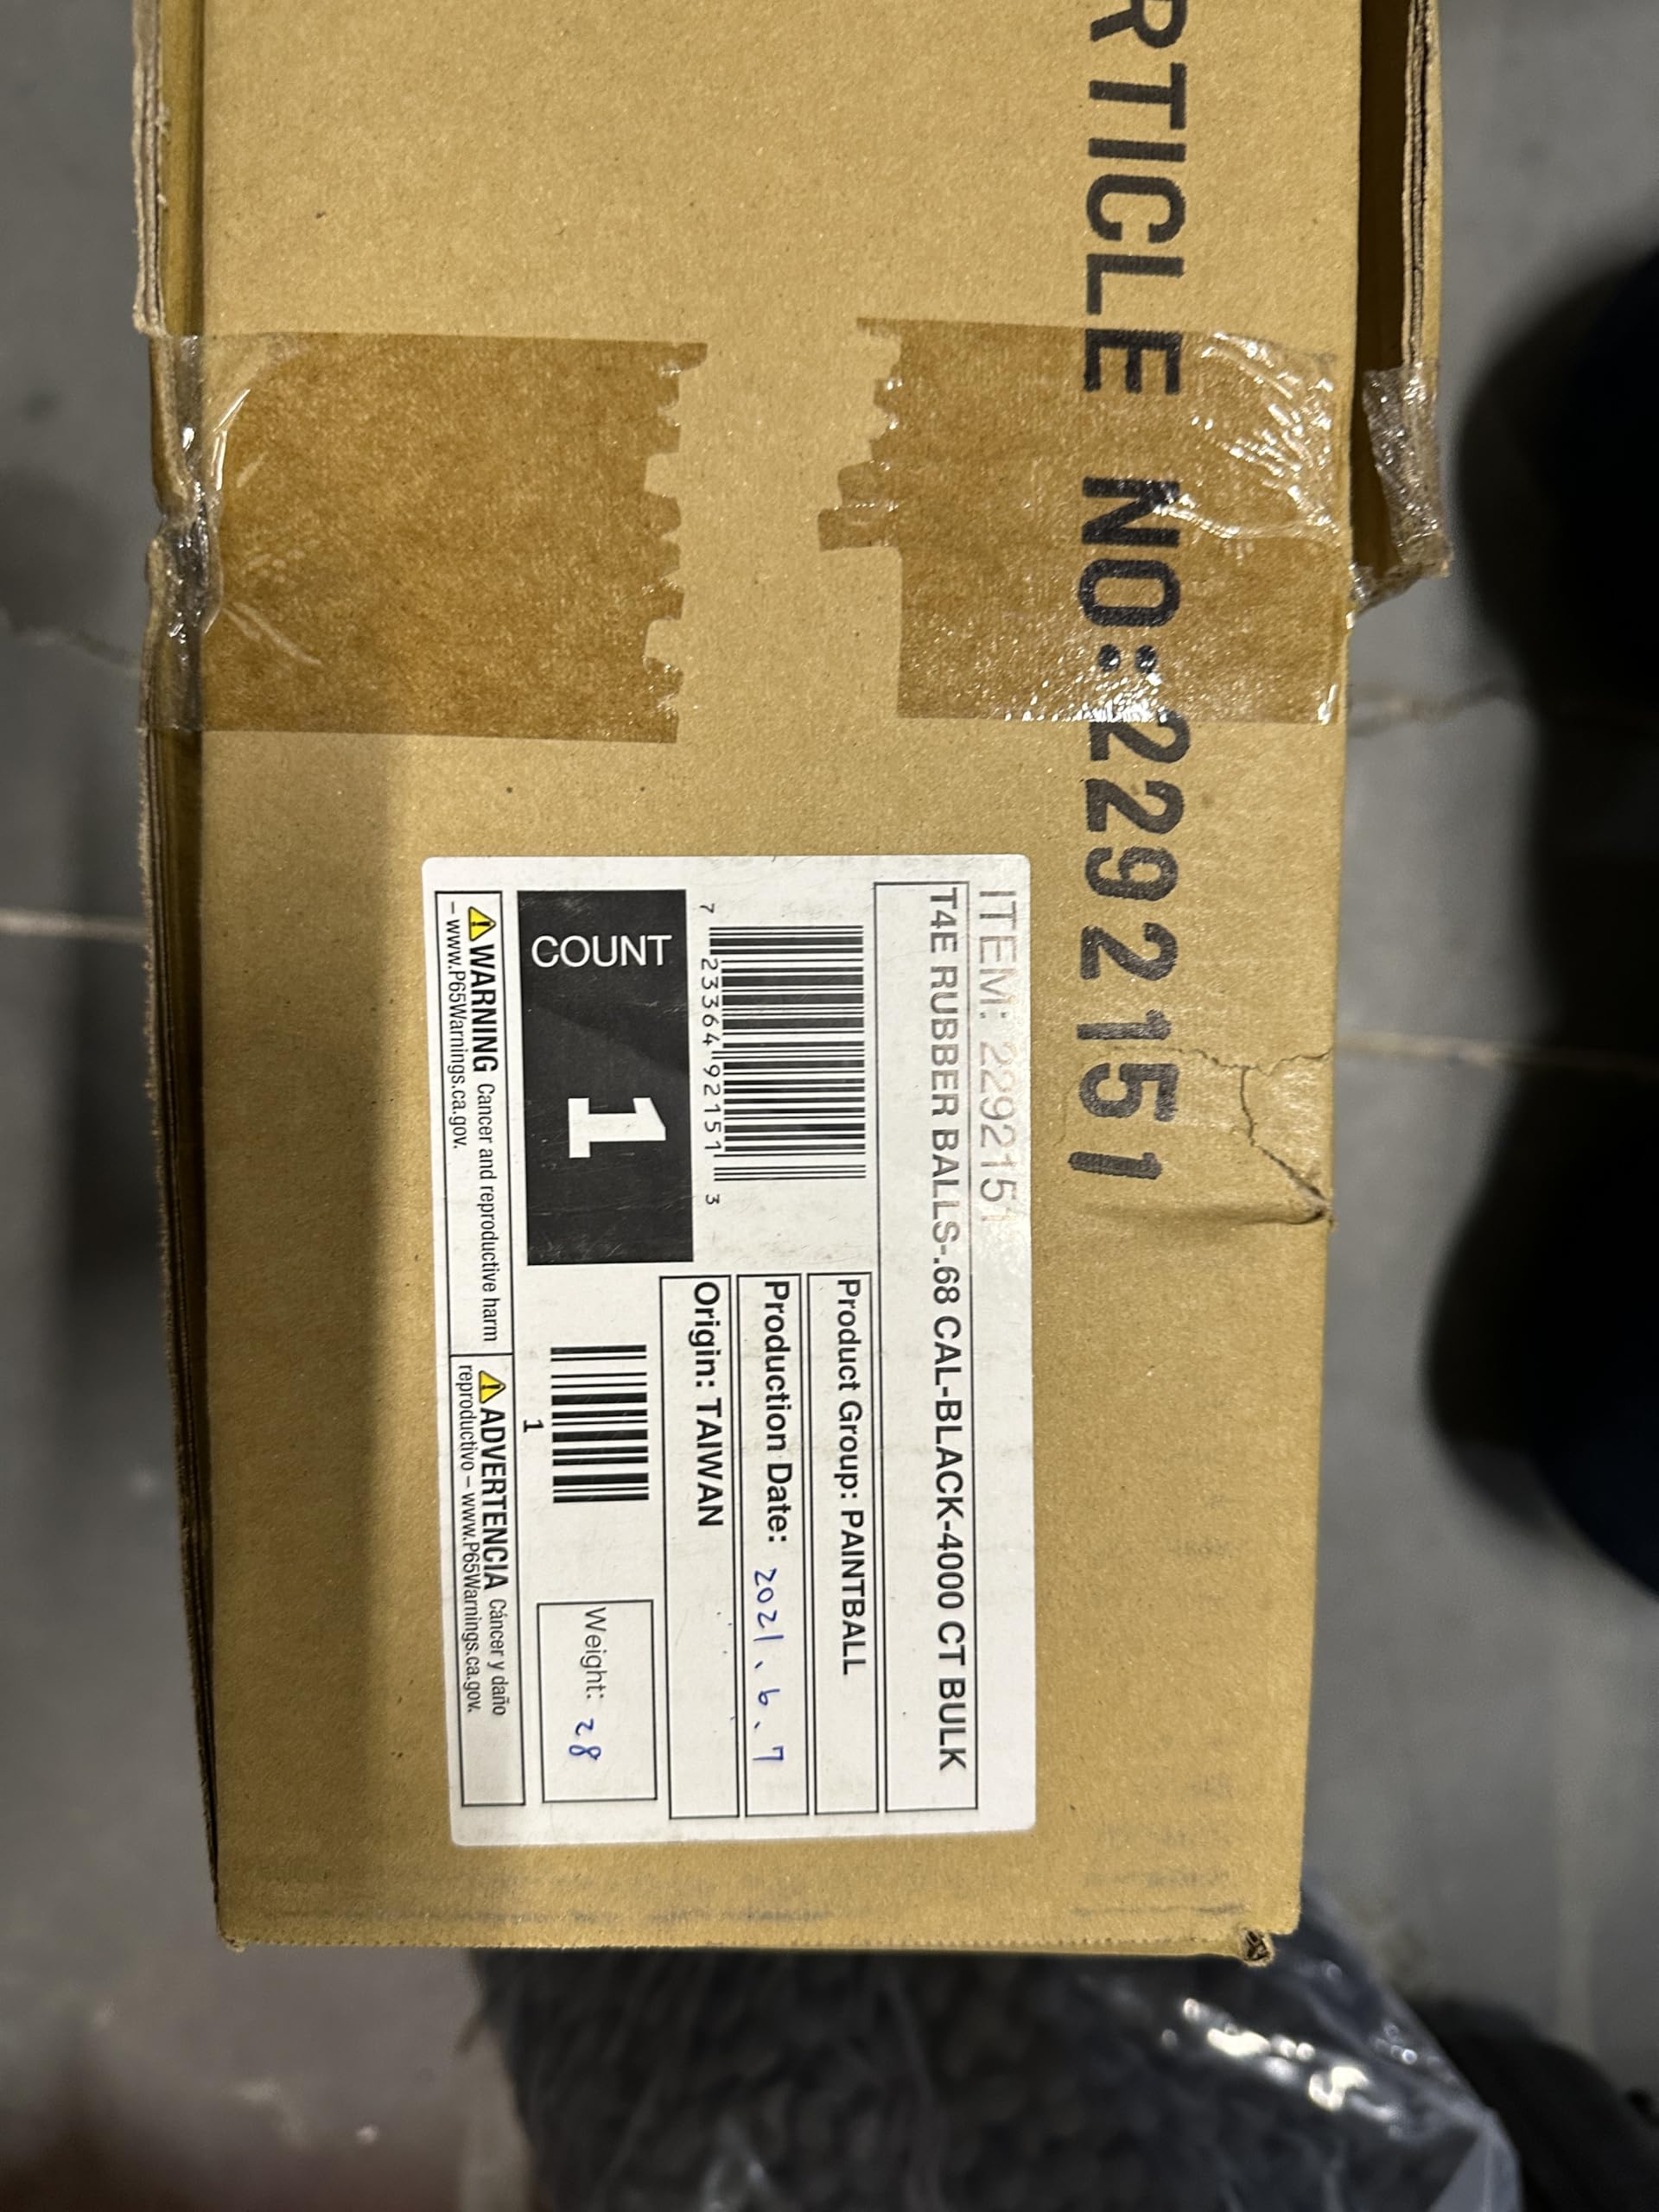 RTICLE NO:2292151
ITEM: 2292151
T4E RUBBER BALLS-.68 CAL-BLACK-4000 CT BULK
Product Group: PAINTBALL
Production Date: 2021、6、7
Origin: TAIWAN
7 23364 92151 3
COUNT 1
1
Weight: 28
WARNING Cancer and reproductive harm
– www.P65Warnings.ca.gov.
ADVERTENCIA Cáncer y daño
reproductivo – www.P65Warnings.ca.gov.